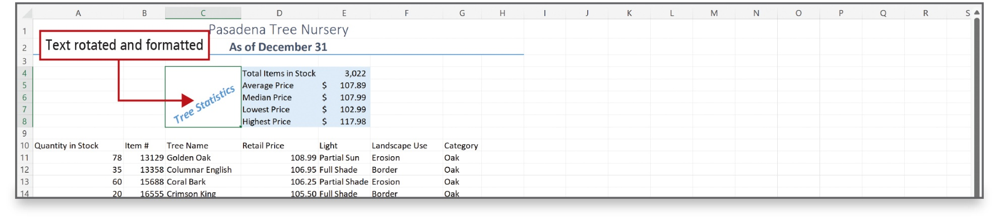 A B C D E F G H I J K L M N O P Q R S
1 Pasadena Tree Nursery
Text rotated and formatted
2 As of December 31
3
4 Total Items in Stock 3,022
5 Average Price $ 107.89
6 Median Price $ 107.99
7 Lowest Price $ 102.99
8 Highest Price $ 117.98
Tree Statistics
9
10 Quantity in Stock Item # Tree Name Retail Price Light Landscape Use Category
11 78 13129 Golden Oak 108.99 Partial Sun Erosion Oak
12 35 13358 Columnar English 106.95 Full Shade Border Oak
13 60 15688 Coral Bark 106.25 Partial Shade Erosion Oak
14 20 16555 Crimson King 105.50 Full Shade Border Oak